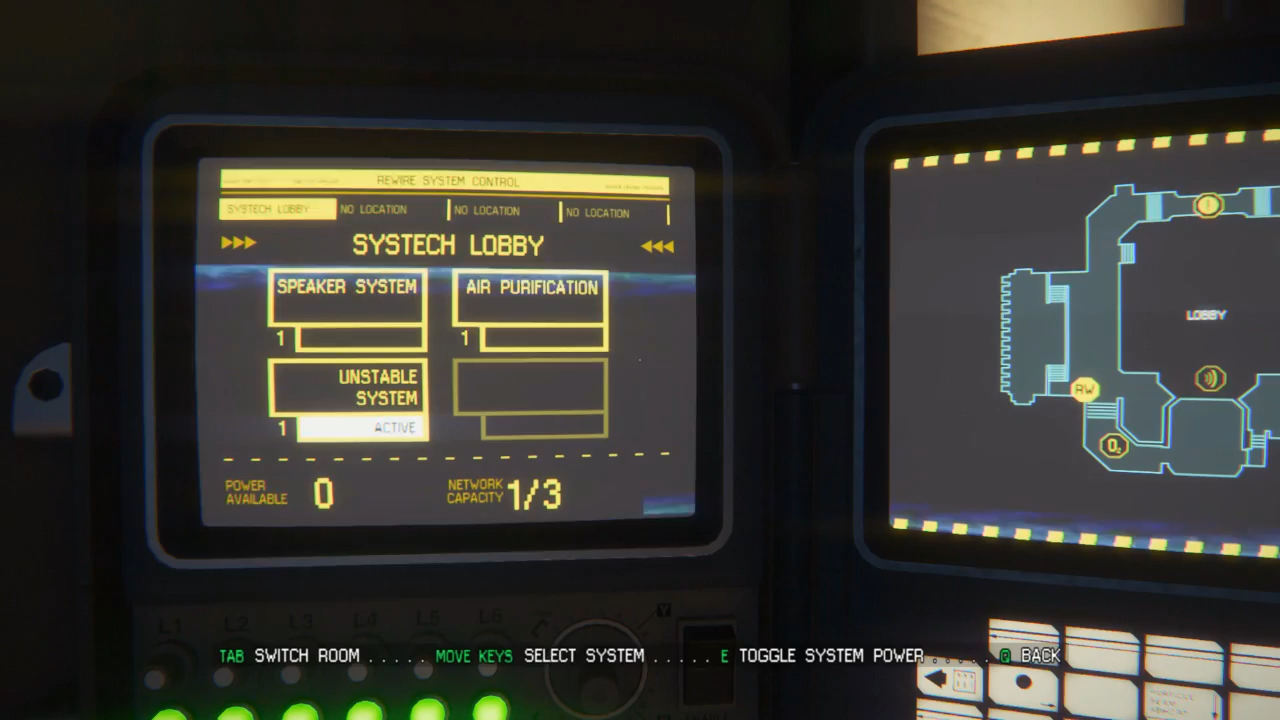 REWIRE SYSTEM CONTROL
SYSTECH LOBBY
NO LOCATION
NO LOCATION
NO LOCATION
SYSTECH LOBBY
SPEAKER SYSTEM
1
AIR PURIFICATION
1
UNSTABLE
SYSTEM
1
ACTIVE
POWER
AVAILABLE
0
NETWORK
CAPACITY
1/3
!
LOBBY
RW
O₂
L1 L2 L3 L4 L5 L6
TAB SWITCH ROOM ..... MOVE KEYS SELECT SYSTEM ..... E TOGGLE SYSTEM POWER ..... Q BACK